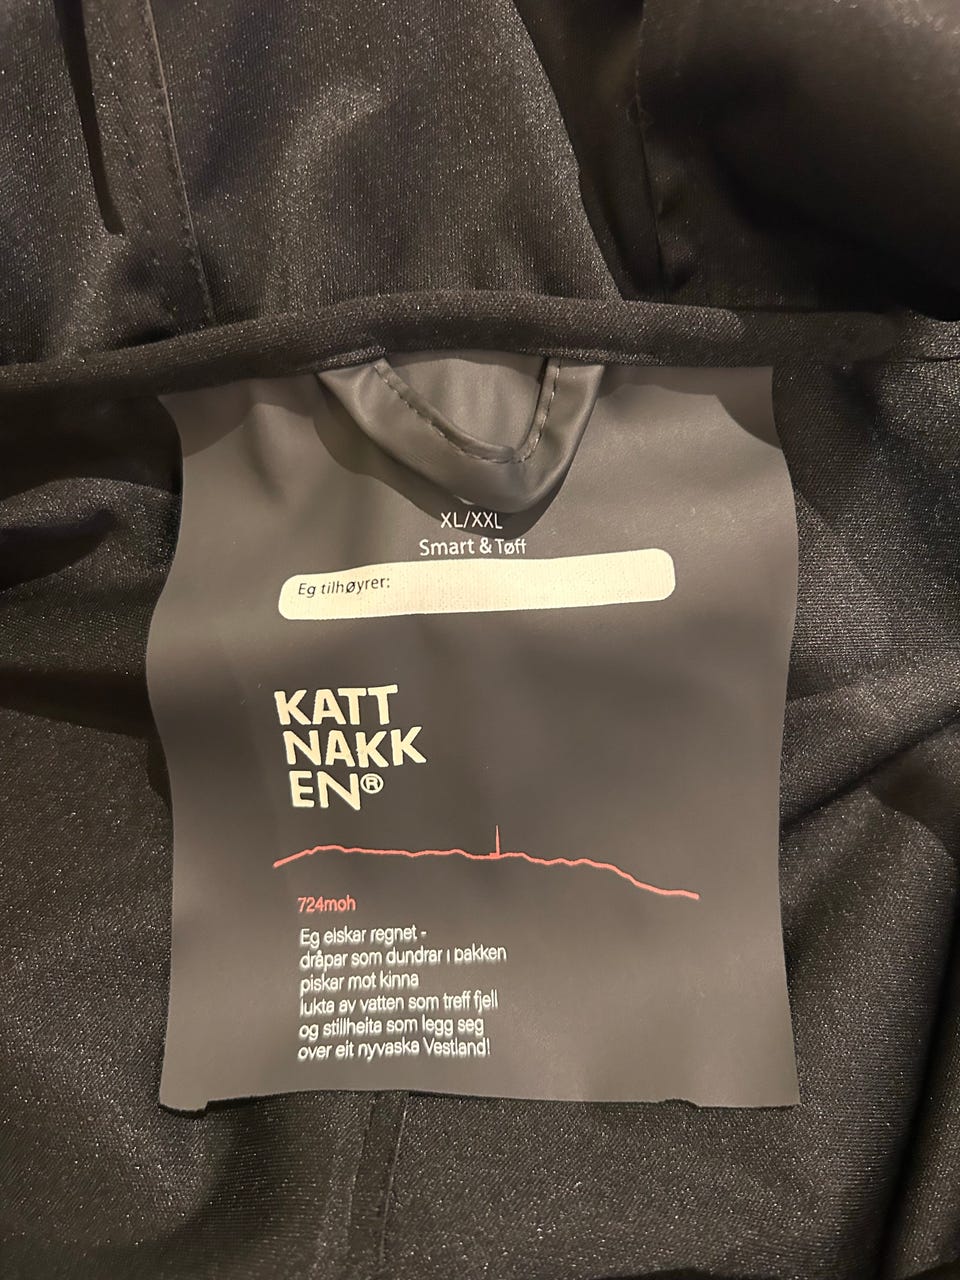 XL/XXL
Smart & Tøff
Eg tilhøyrer:
KATT
NAKK
EN®
724moh
Eg elskar regnet -
dråpar som dundrar i bakken
piskar mot kinna
lukta av vatten som treff fjell
og stillheita som legg seg
over eit nyvaska Vestland!